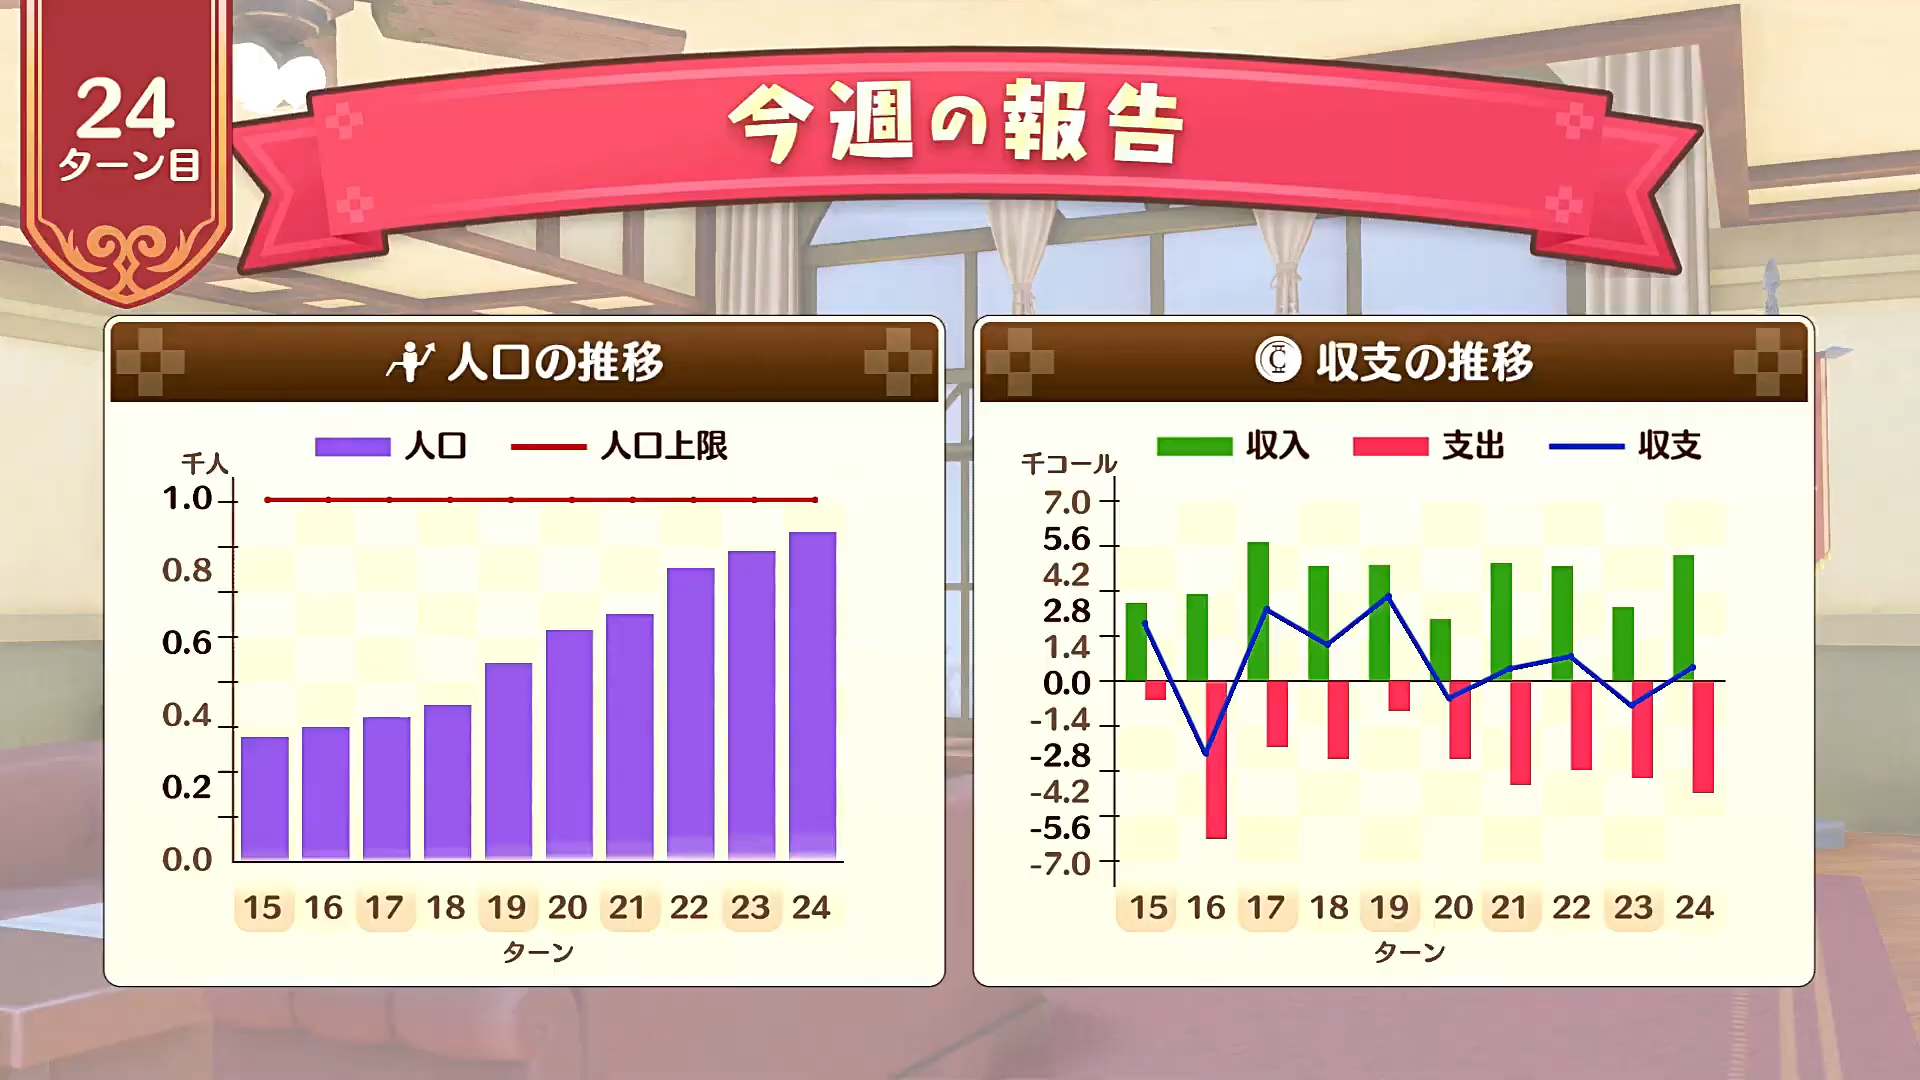 24
ターン目
今週の報告
人口の推移
人口 人口上限
千人
1.0
0.8
0.6
0.4
0.2
0.0
15 16 17 18 19 20 21 22 23 24
ターン
収支の推移
収入 支出 収支
千コール
7.0
5.6
4.2
2.8
1.4
0.0
-1.4
-2.8
-4.2
-5.6
-7.0
15 16 17 18 19 20 21 22 23 24
ターン